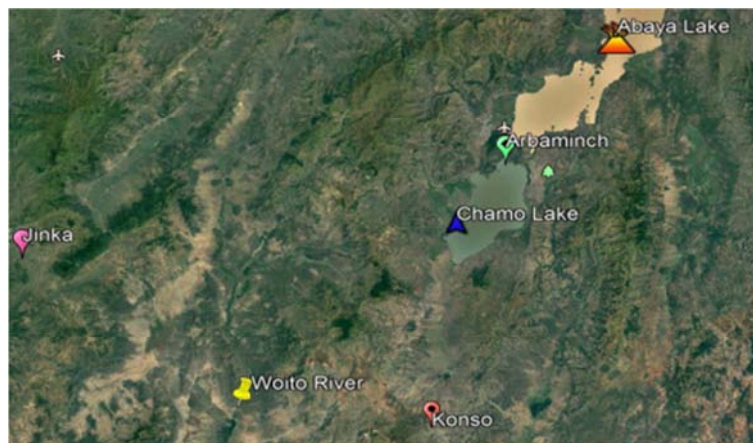 Abaya Lake
Arbaminch
Chamo Lake
Jinka
Woito River
Konso